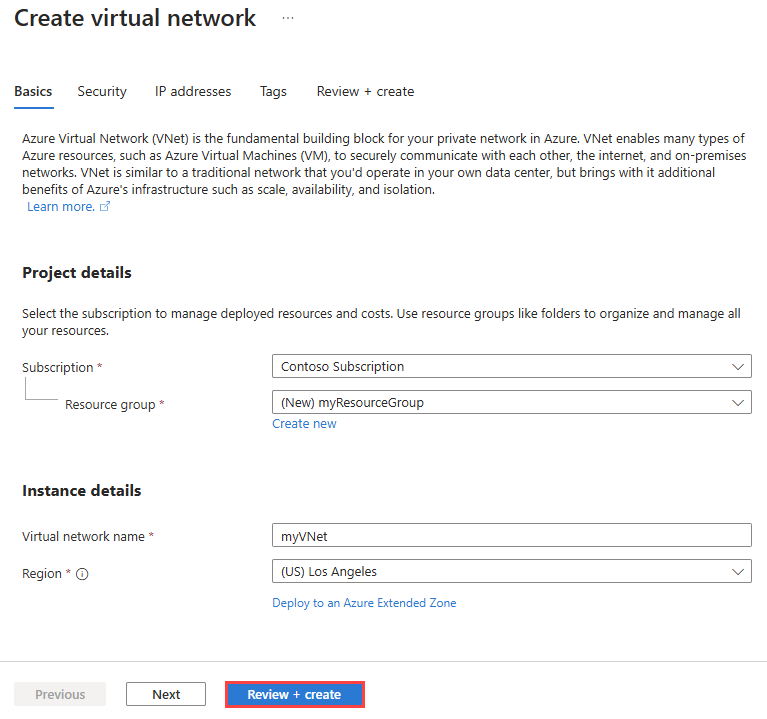 Create virtual network ...
Basics Security IP addresses Tags Review + create
Azure Virtual Network (VNet) is the fundamental building block for your private network in Azure. VNet enables many types of
Azure resources, such as Azure Virtual Machines (VM), to securely communicate with each other, the internet, and on-premises
networks. VNet is similar to a traditional network that you'd operate in your own data center, but brings with it additional
benefits of Azure's infrastructure such as scale, availability, and isolation.
Learn more.
Project details
Select the subscription to manage deployed resources and costs. Use resource groups like folders to organize and manage all
your resources.
Subscription * Contoso Subscription
Resource group * (New) myResourceGroup
Create new
Instance details
Virtual network name * myVNet
Region * (US) Los Angeles
Deploy to an Azure Extended Zone
Previous Next Review + create